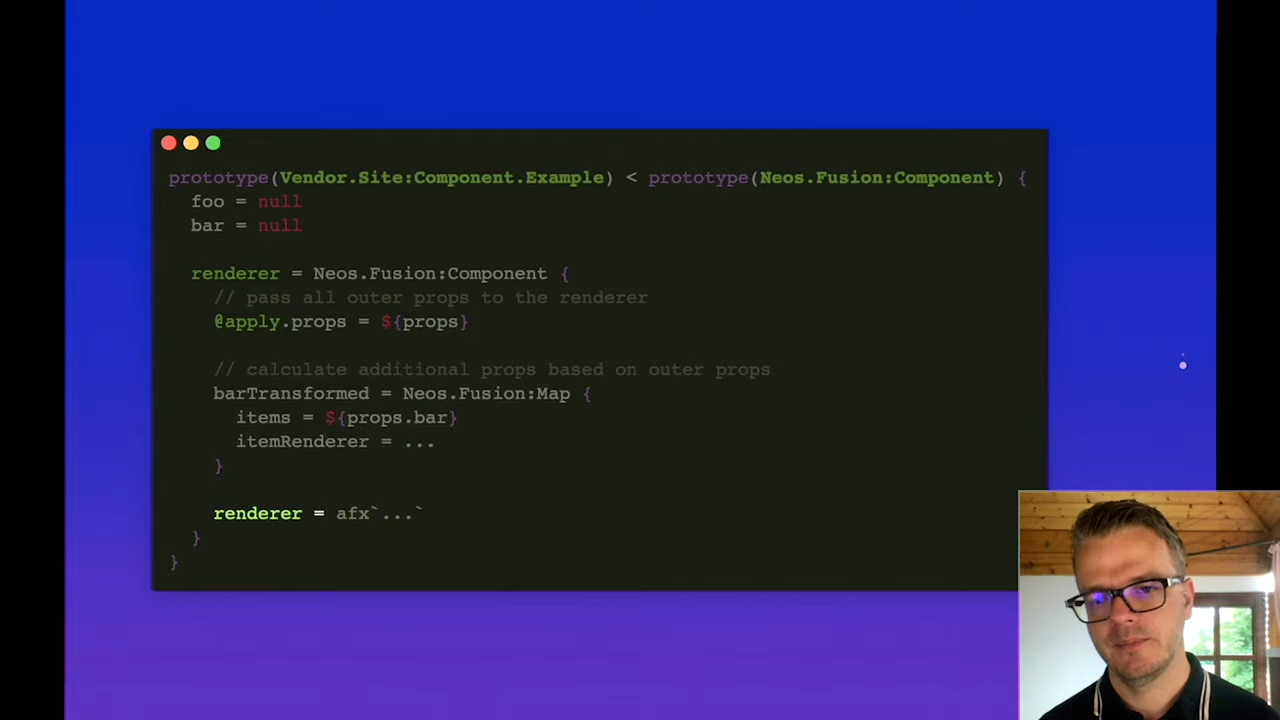 prototype(Vendor.Site:Component.Example) < prototype(Neos.Fusion:Component) {
foo = null
bar = null
renderer = Neos.Fusion:Component {
// pass all outer props to the renderer
@apply.props = ${props}
// calculate additional props based on outer props
barTransformed = Neos.Fusion:Map {
items = ${props.bar}
itemRenderer = ...
}
renderer = afx`...`
}
}